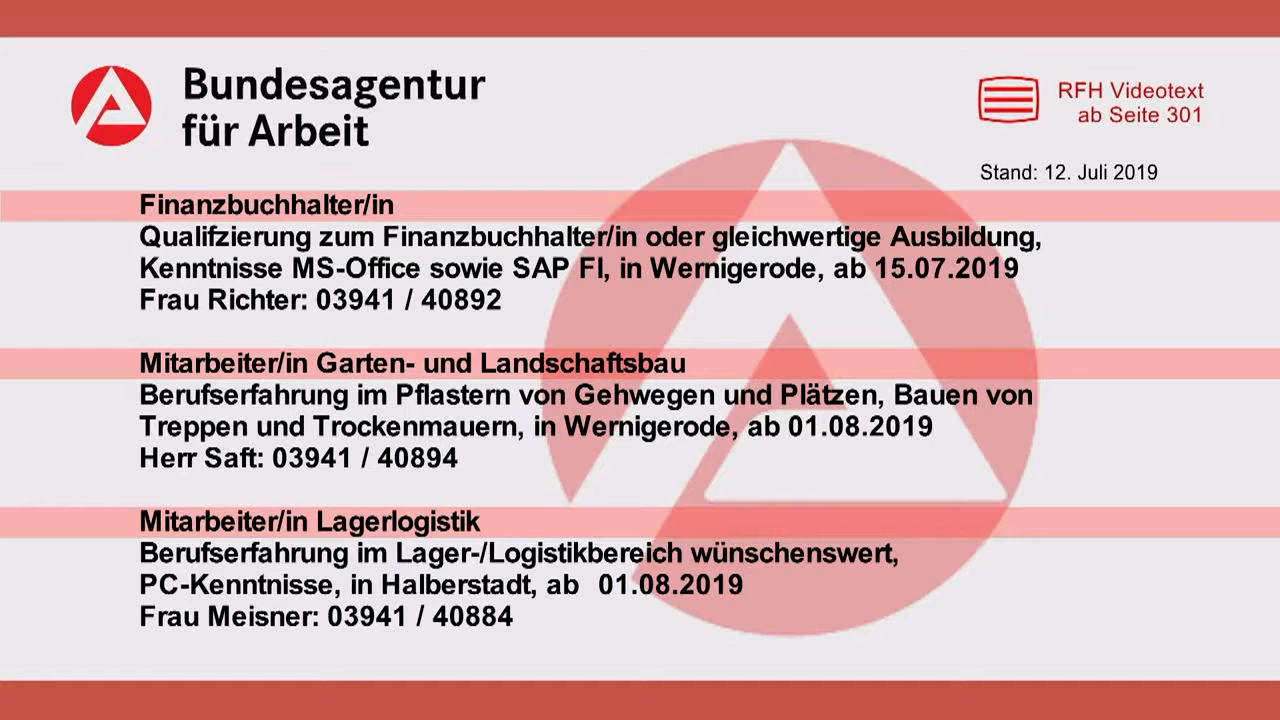 Bundesagentur
für Arbeit
RFH Videotext
ab Seite 301
Stand: 12. Juli 2019
Finanzbuchhalter/in
Qualifzierung zum Finanzbuchhalter/in oder gleichwertige Ausbildung,
Kenntnisse MS-Office sowie SAP FI, in Wernigerode, ab 15.07.2019
Frau Richter: 03941 / 40892
Mitarbeiter/in Garten- und Landschaftsbau
Berufserfahrung im Pflastern von Gehwegen und Plätzen, Bauen von
Treppen und Trockenmauern, in Wernigerode, ab 01.08.2019
Herr Saft: 03941 / 40894
Mitarbeiter/in Lagerlogistik
Berufserfahrung im Lager-/Logistikbereich wünschenswert,
PC-Kenntnisse, in Halberstadt, ab 01.08.2019
Frau Meisner: 03941 / 40884